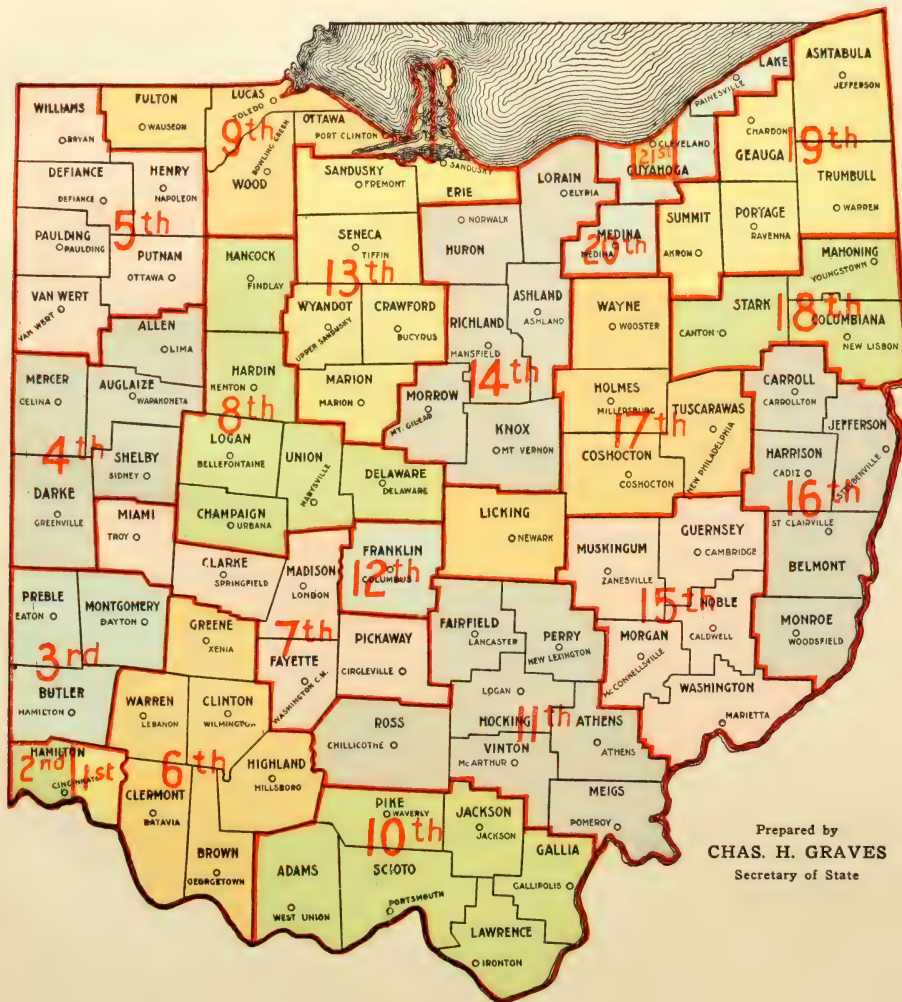 ASHTABULA
JEFFERSON
LAKE
PAINESVILLE
WILLIAMS
BRYAN
FULTON
WAUSEON
LUCAS
TOLEDO
9th
OTTAWA
PORT CLINTON
BOWLING GREEN
WOOD
CLEVELAND
21st
CUYAHOGA
CHARDON
GEAUGA
19th
TRUMBULL
WARREN
DEFIANCE
DEFIANCE
HENRY
NAPOLEON
5th
SANDUSKY
FREMONT
SANDUSKY
ERIE
LORAIN
ELYRIA
NORWALK
HURON
MEDINA
MEDINA
20th
SUMMIT
AKRON
PORTAGE
RAVENNA
MAHONING
YOUNGSTOWN
PAULDING
PAULDING
PUTNAN
OTTAWA
HANCOCK
FINDLAY
SENECA
TIFFIN
13th
VAN WERT
VAN WERT
WYANDOT
UPPER SANDUSKY
CRAWFORD
BUCYRUS
ASHLAND
ASHLAND
RICHLAND
MANSFIELD
14th
WAYNE
WOOSTER
STARK
CANTON
18th
COLUMBIANA
NEW LISBON
ALLEN
LIMA
MERCER
CELINA
AUGLAIZE
WAPAKONETA
HARDIN
KENTON
8th
MARION
MARION
MORROW
MT. GILEAD
KNOX
MT VERNON
HOLMES
MILLERSBURG
17th
TUSCARAWAS
NEW PHILADELPHIA
CARROLL
CARROLLTON
JEFFERSON
STEUBENVILLE
4th
SHELBY
SIDNEY
LOGAN
BELLEFONTAINE
UNION
MARYSVILLE
DELAWARE
DELAWARE
COSHOCTON
COSHOCTON
HARRISON
CADIZ
16th
DARKE
GREENVILLE
MIAMI
TROY
CHAMPAIGN
URBANA
LICKING
NEWARK
MUSKINGUM
ZANESVILLE
GUERNSEY
CAMBRIDGE
ST CLAIRVILLE
BELMONT
CLARKE
SPRINGFIELD
MADISON
LONDON
FRANKLIN
COLUMBUS
12th
15th
NOBLE
CALDWELL
MONROE
WOODSFIELD
PREBLE
EATON
MONTGOMERY
DAYTON
3rd
GREENE
XENIA
7th
FAYETTE
WASHINGTON C.H.
PICKAWAY
CIRCLEVILLE
FAIRFIELD
LANCASTER
PERRY
NEW LEXINGTON
MORGAN
McCONNELLSVILLE
WASHINGTON
MARIETTA
BUTLER
HAMILTON
WARREN
LEBANON
CLINTON
WILMINGTON
ROSS
CHILLICOTHE
LOGAN
HOCKING
11th
ATHENS
ATHENS
VINTON
McARTHUR
HAMILTON
2nd
1st
CINCINNATI
6th
HIGHLAND
HILLSBORO
CLERMONT
BATAVIA
BROWN
GEORGETOWN
PIKE
WAVERLY
10th
JACKSON
JACKSON
MEIGS
POMEROY
GALLIA
GALLIPOLIS
ADAMS
WEST UNION
SCIOTO
PORTSMOUTH
LAWRENCE
IRONTON
Prepared by
CHAS. H. GRAVES
Secretary of State